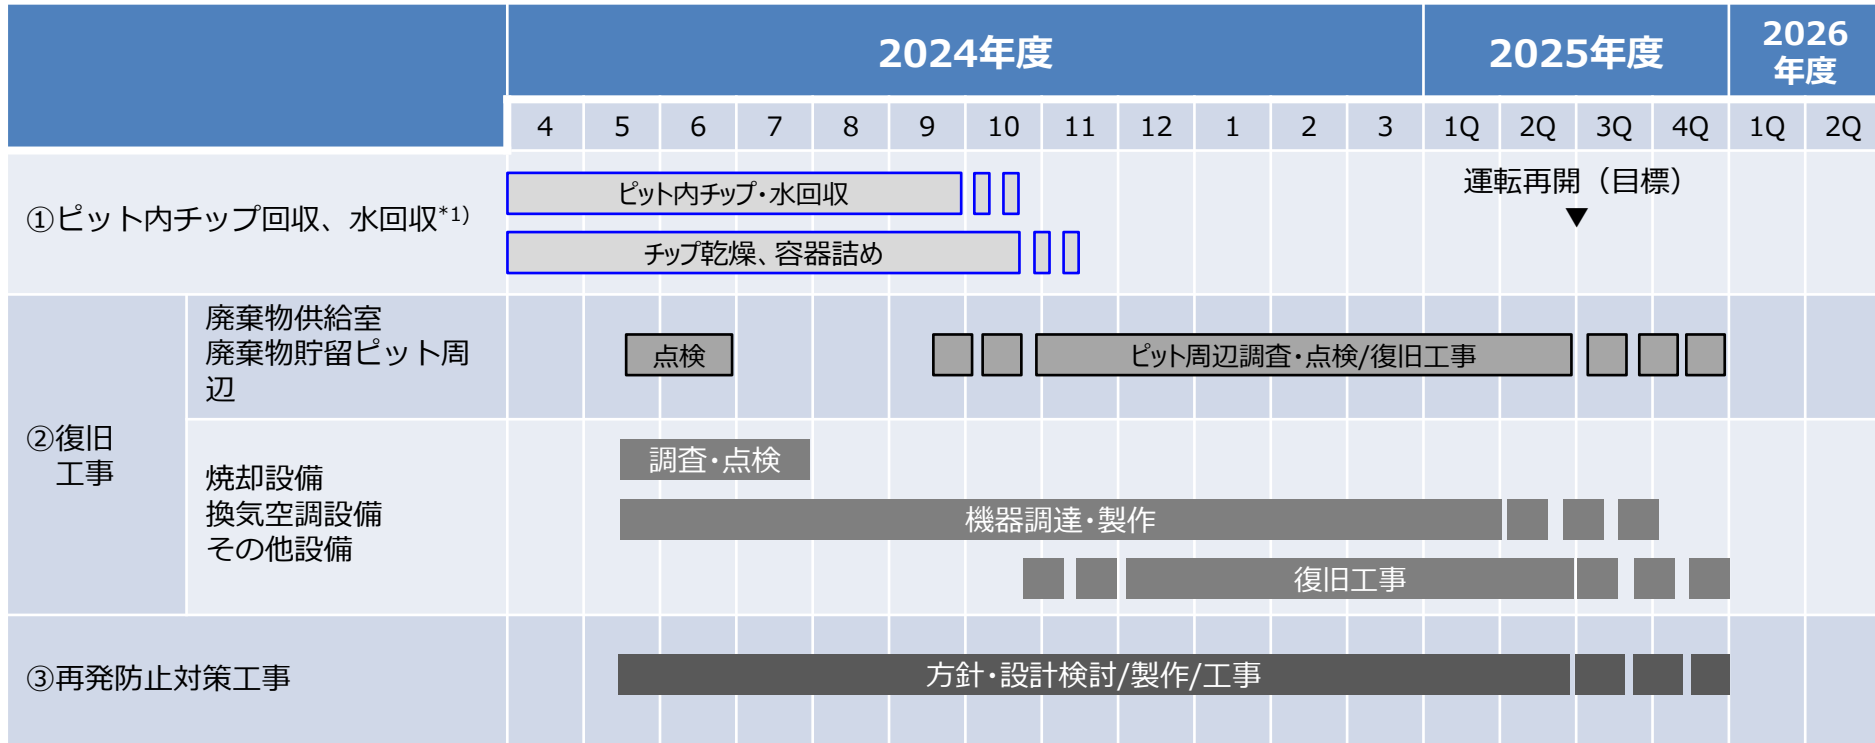 2024年度
2025年度
2026
年度
4 5 6 7 8 9 10 11 12 1 2 3 1Q 2Q 3Q 4Q 1Q 2Q
①ピット内チップ回収、水回収*1)
ピット内チップ・水回収
チップ乾燥、容器詰め
運転再開（目標）
▼
②復旧
工事
廃棄物供給室
廃棄物貯留ピット周
辺
点検
ピット周辺調査・点検/復旧工事
焼却設備
換気空調設備
その他設備
調査・点検
機器調達・製作
復旧工事
③再発防止対策工事
方針・設計検討/製作/工事